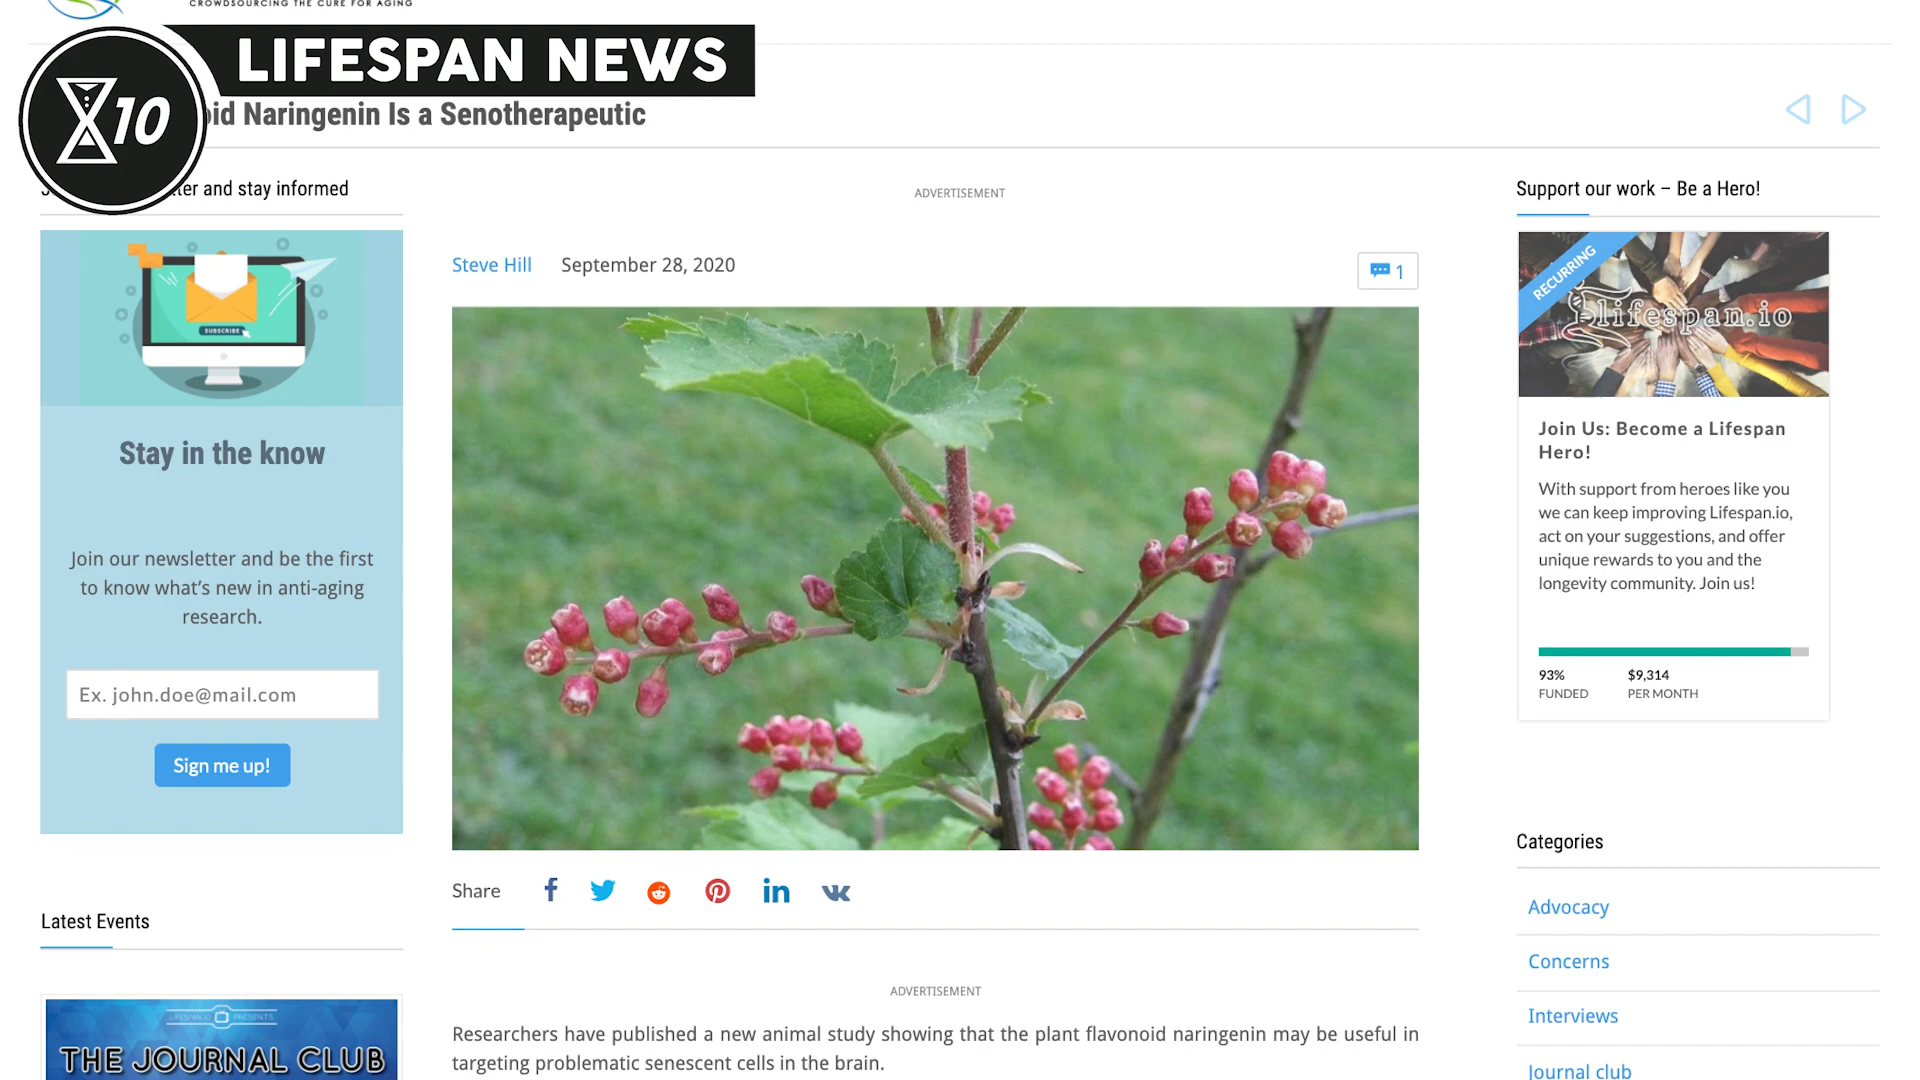 CROWDSOURCING THE CURE FOR AGING
LIFESPAN NEWS
X10
Naringenin Is a Senotherapeutic
and stay informed
ADVERTISEMENT
Support our work – Be a Hero!
Steve Hill September 28, 2020
1
SUBSCRIBE
RECURRING
lifespan.io
Stay in the know
Join our newsletter and be the first
to know what's new in anti-aging
research.
Ex. john.doe@mail.com
Sign me up!
Join Us: Become a Lifespan
Hero!
With support from heroes like you
we can keep improving Lifespan.io,
act on your suggestions, and offer
unique rewards to you and the
longevity community. Join us!
93% $9,314
FUNDED PER MONTH
Categories
Advocacy
Concerns
Interviews
Journal club
Share
Latest Events
LIFESPAN.IO PRESENTS
THE JOURNAL CLUB
ADVERTISEMENT
Researchers have published a new animal study showing that the plant flavonoid naringenin may be useful in
targeting problematic senescent cells in the brain.